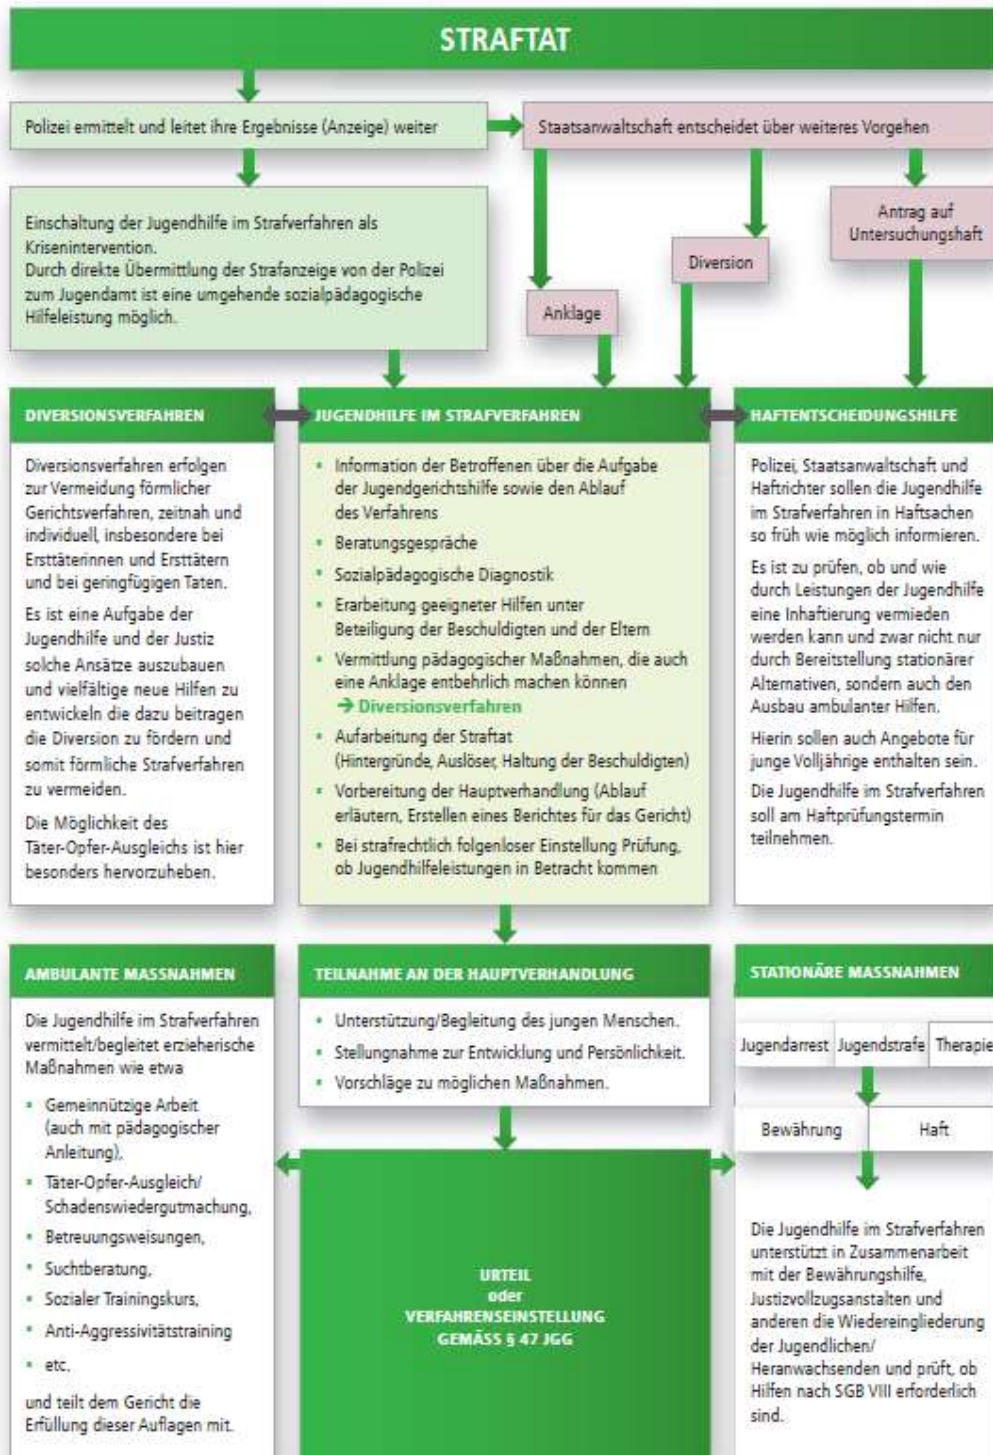 STRAFTAT
Polizei ermittelt und leitet ihre Ergebnisse (Anzeige) weiter
Staatsanwaltschaft entscheidet über weiteres Vorgehen
Einschaltung der Jugendhilfe im Strafverfahren als
Krisenintervention.
Durch direkte Übermittlung der Strafanzeige von der Polizei
zum Jugendamt ist eine umgehende sozialpädagogische
Hilfeleistung möglich.
Anklage
Diversion
Antrag auf
Untersuchungshaft
DIVERSIONSVERFAHREN
Diversionsverfahren erfolgen
zur Vermeidung förmlicher
Gerichtsverfahren, zeitnah und
individuell, insbesondere bei
Ersttäterinnen und Ersttätern
und bei geringfügigen Taten.
Es ist eine Aufgabe der
Jugendhilfe und der Justiz
solche Ansätze auszubauen
und vielfältige neue Hilfen zu
entwickeln die dazu beitragen
die Diversion zu fördern und
somit förmliche Strafverfahren
zu vermeiden.
Die Möglichkeit des
Täter-Opfer-Ausgleichs ist hier
besonders hervorzuheben.
JUGENDHILFE IM STRAFVERFAHREN
▪ Information der Betroffenen über die Aufgabe
der Jugendgerichtshilfe sowie den Ablauf
des Verfahrens
▪ Beratungsgespräche
▪ Sozialpädagogische Diagnostik
▪ Erarbeitung geeigneter Hilfen unter
Beteiligung der Beschuldigten und der Eltern
▪ Vermittlung pädagogischer Maßnahmen, die auch
eine Anklage entbehrlich machen können
→ Diversionsverfahren
▪ Aufarbeitung der Straftat
(Hintergründe, Auslöser, Haltung der Beschuldigten)
▪ Vorbereitung der Hauptverhandlung (Ablauf
erläutern, Erstellen eines Berichtes für das Gericht)
▪ Bei strafrechtlich folgenloser Einstellung Prüfung,
ob Jugendhilfeleistungen in Betracht kommen
HAFTENTSCHEIDUNGSHILFE
Polizei, Staatsanwaltschaft und
Haftrichter sollen die Jugendhilfe
im Strafverfahren in Haftsachen
so früh wie möglich informieren.
Es ist zu prüfen, ob und wie
durch Leistungen der Jugendhilfe
eine Inhaftierung vermieden
werden kann und zwar nicht nur
durch Bereitstellung stationärer
Alternativen, sondern auch den
Ausbau ambulanter Hilfen.
Hierin sollen auch Angebote für
junge Volljährige enthalten sein.
Die Jugendhilfe im Strafverfahren
soll am Haftprüfungstermin
teilnehmen.
AMBULANTE MASSNAHMEN
Die Jugendhilfe im Strafverfahren
vermittelt/begleitet erzieherische
Maßnahmen wie etwa
▪ Gemeinnützige Arbeit
(auch mit pädagogischer
Anleitung),
▪ Täter-Opfer-Ausgleich/
Schadenswiedergutmachung,
▪ Betreuungsweisungen,
▪ Suchtberatung,
▪ Sozialer Trainingskurs,
▪ Anti-Aggressivitätstraining
▪ etc.
und teilt dem Gericht die
Erfüllung dieser Auflagen mit.
TEILNAHME AN DER HAUPTVERHANDLUNG
▪ Unterstützung/Begleitung des jungen Menschen.
▪ Stellungnahme zur Entwicklung und Persönlichkeit.
▪ Vorschläge zu möglichen Maßnahmen.
URTEIL
oder
VERFAHRENSEINSTELLUNG
GEMÄSS § 47 JGG
STATIONÄRE MASSNAHMEN
Jugendarrest Jugendstrafe Therapie
Bewährung Haft
Die Jugendhilfe im Strafverfahren
unterstützt in Zusammenarbeit
mit der Bewährungshilfe,
Justizvollzugsanstalten und
anderen die Wiedereingliederung
der Jugendlichen/
Heranwachsenden und prüft, ob
Hilfen nach SGB VIII erforderlich
sind.